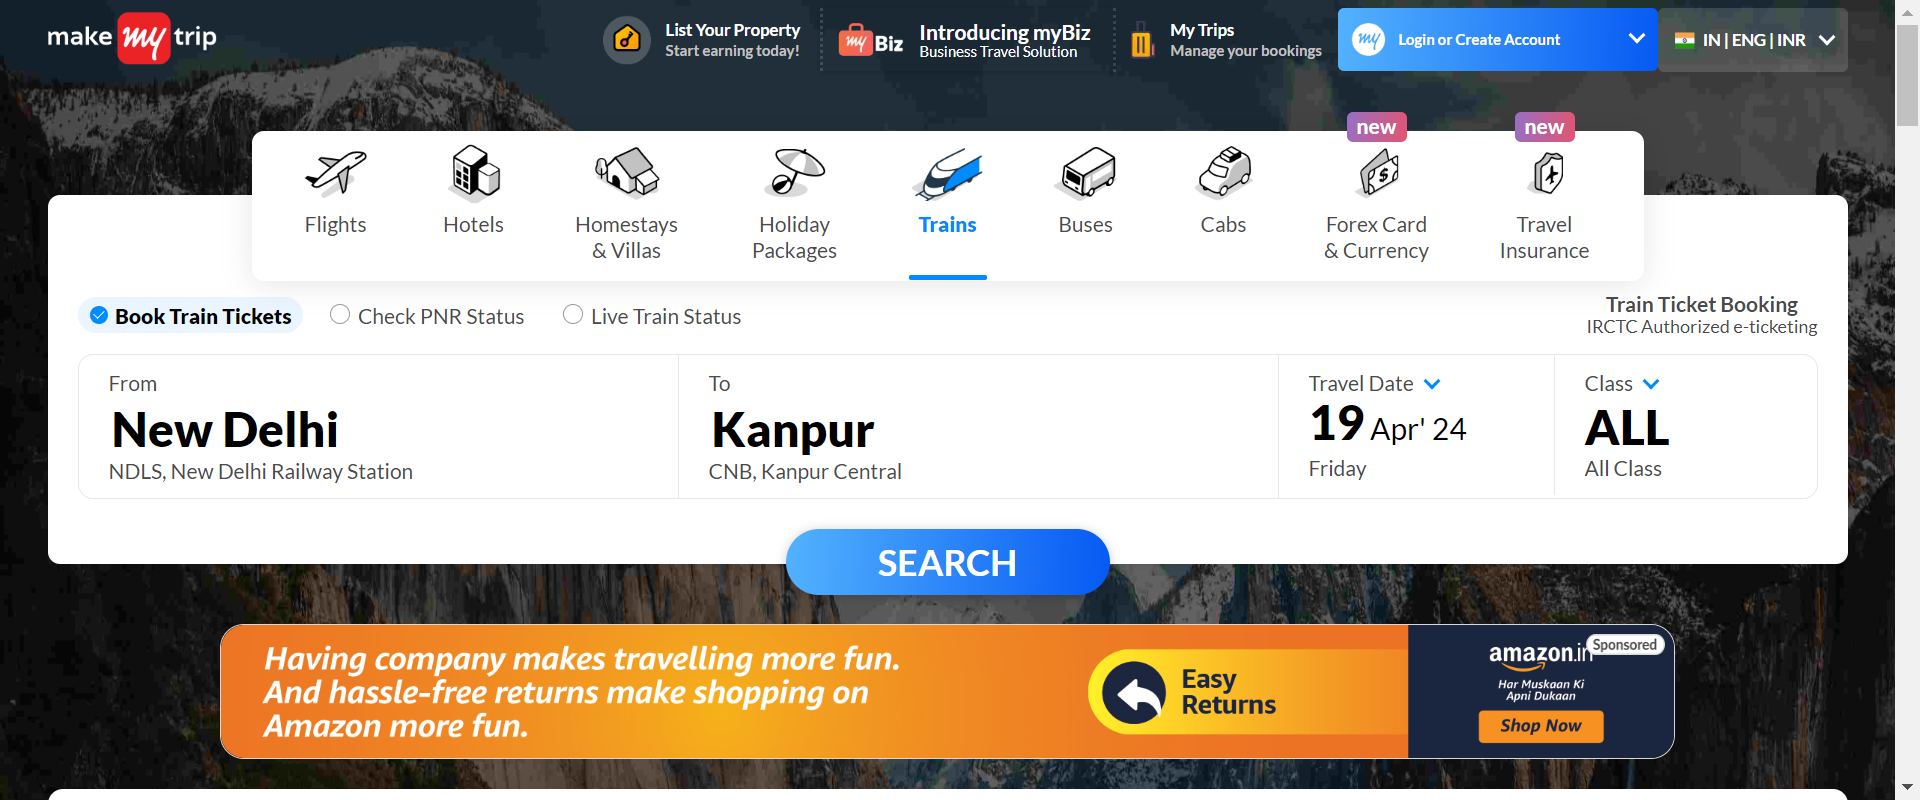 make my trip
List Your Property
Start earning today!
my Biz
Introducing myBiz
Business Travel Solution
My Trips
Manage your bookings
my
Login or Create Account
IN | ENG | INR
new
new
Flights
Hotels
Homestays
& Villas
Holiday
Packages
Trains
Buses
Cabs
Forex Card
& Currency
Travel
Insurance
Book Train Tickets
Check PNR Status
Live Train Status
Train Ticket Booking
IRCTC Authorized e-ticketing
From
New Delhi
NDLS, New Delhi Railway Station
To
Kanpur
CNB, Kanpur Central
Travel Date
19 Apr' 24
Friday
Class
ALL
All Class
SEARCH
Having company makes travelling more fun.
And hassle-free returns make shopping on
Amazon more fun.
Easy
Returns
amazon.in
Sponsored
Har Muskaan Ki
Apni Dukaan
Shop Now